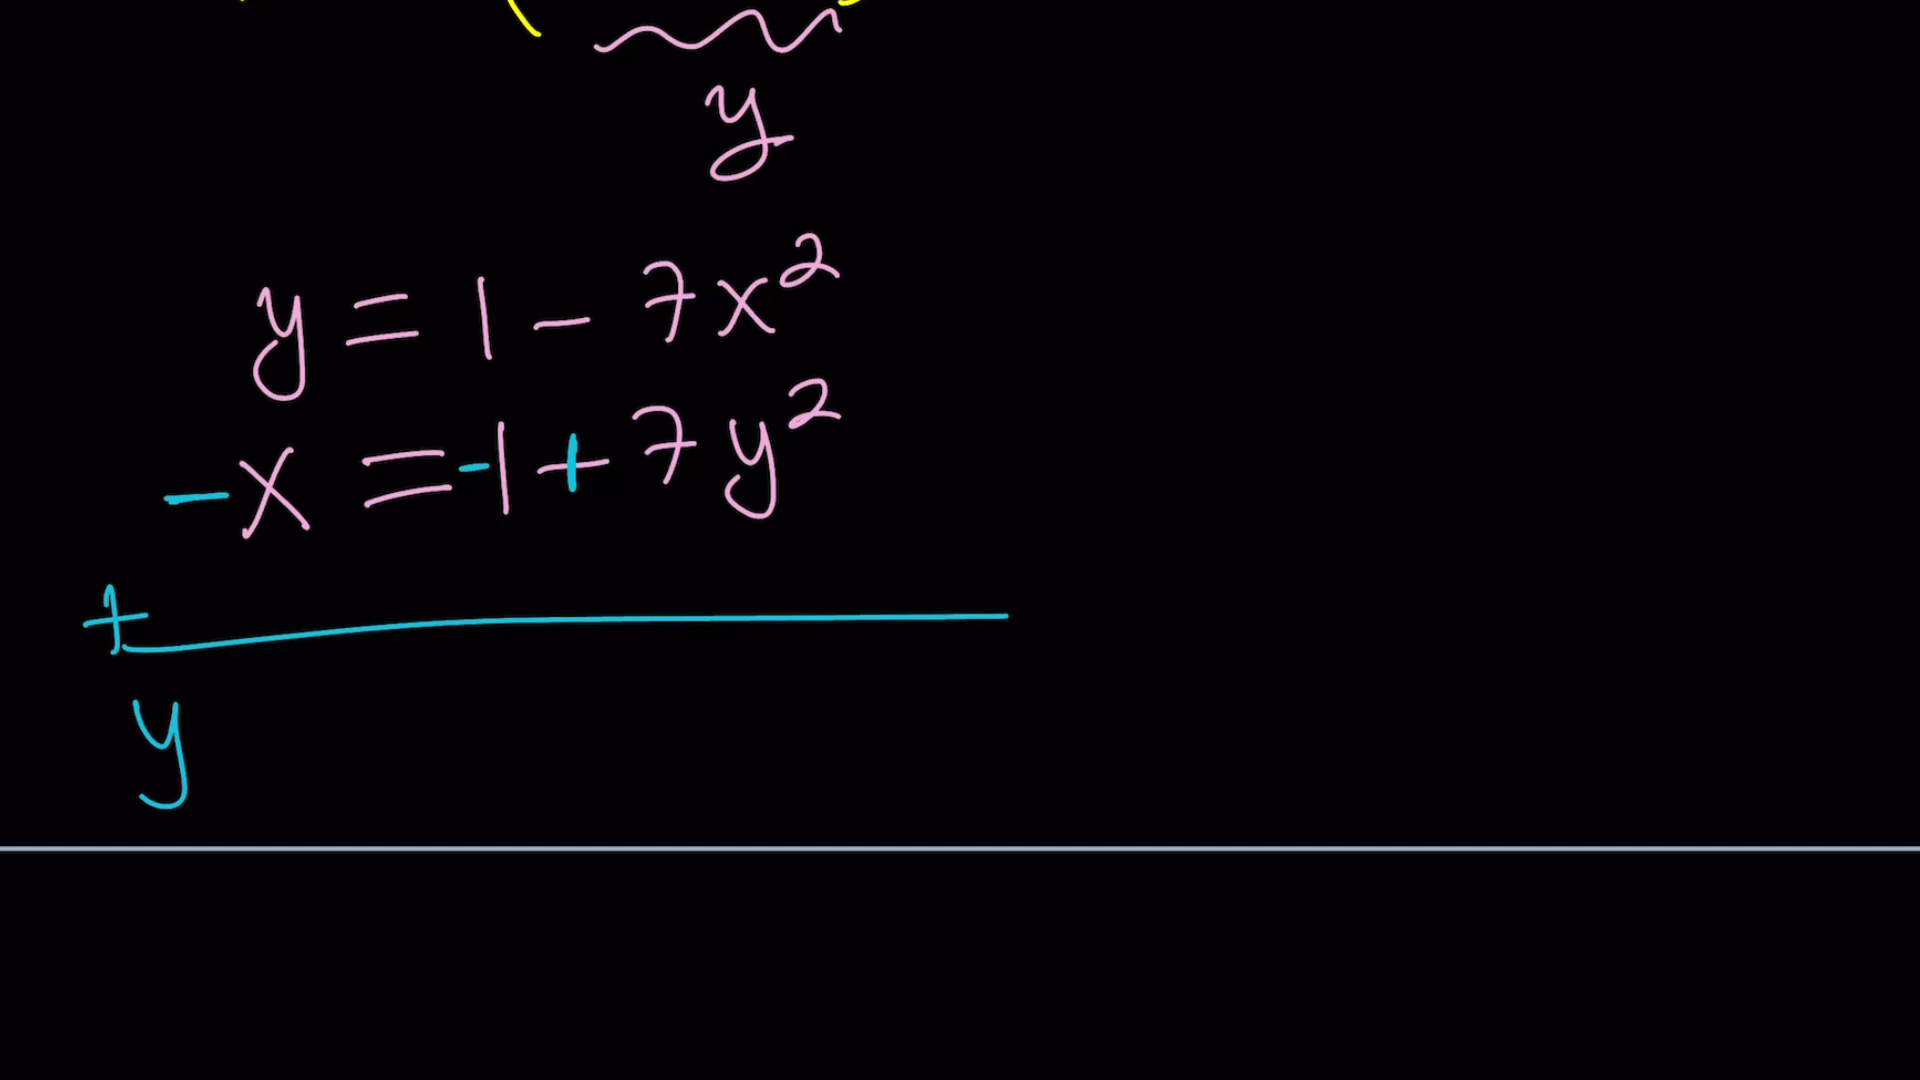 y
y = 1 - 7x²
-x = -1 + 7y²
+
y